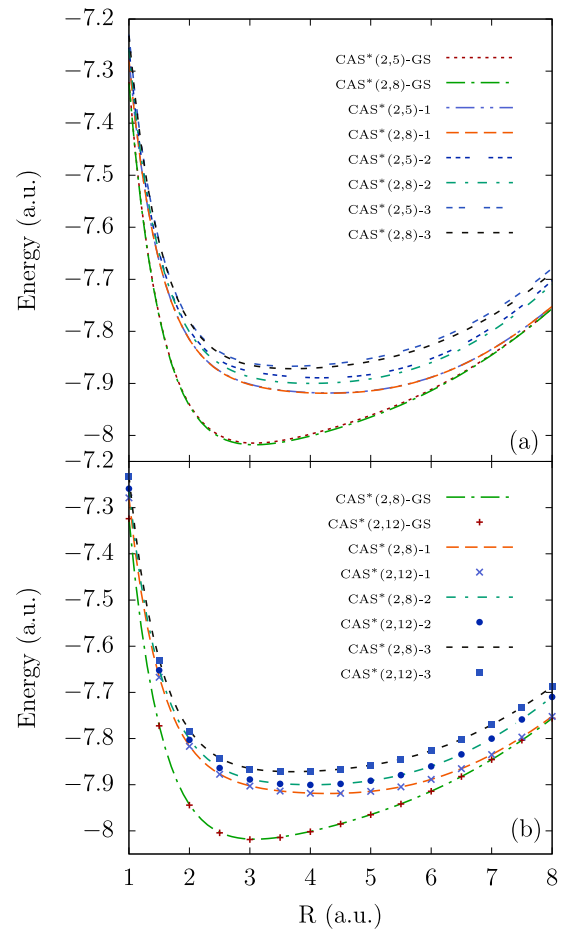 −7.2
−7.3
−7.4
−7.5
−7.6
−7.7
−7.8
−7.9
−8
Energy (a.u.)
CAS*(2,5)-GS
CAS*(2,8)-GS
CAS*(2,5)-1
CAS*(2,8)-1
CAS*(2,5)-2
CAS*(2,8)-2
CAS*(2,5)-3
CAS*(2,8)-3
(a)
−7.2
−7.3
−7.4
−7.5
−7.6
−7.7
−7.8
−7.9
−8
Energy (a.u.)
CAS*(2,8)-GS
CAS*(2,12)-GS
CAS*(2,8)-1
CAS*(2,12)-1
CAS*(2,8)-2
CAS*(2,12)-2
CAS*(2,8)-3
CAS*(2,12)-3
(b)
1 2 3 4 5 6 7 8
R (a.u.)